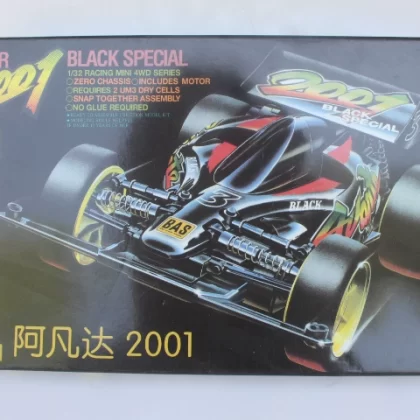 R
2001
BLACK SPECIAL
1/32 RACING MINI 4WD SERIES
ZERO CHASSIS INCLUDES MOTOR
REQUIRES 2 UM3 DRY CELLS
SNAP TOGETHER ASSEMBLY
NO GLUE REQUIRED
2001
BLACK
SPECIAL
3
BLACK
BAS
阿凡达 2001